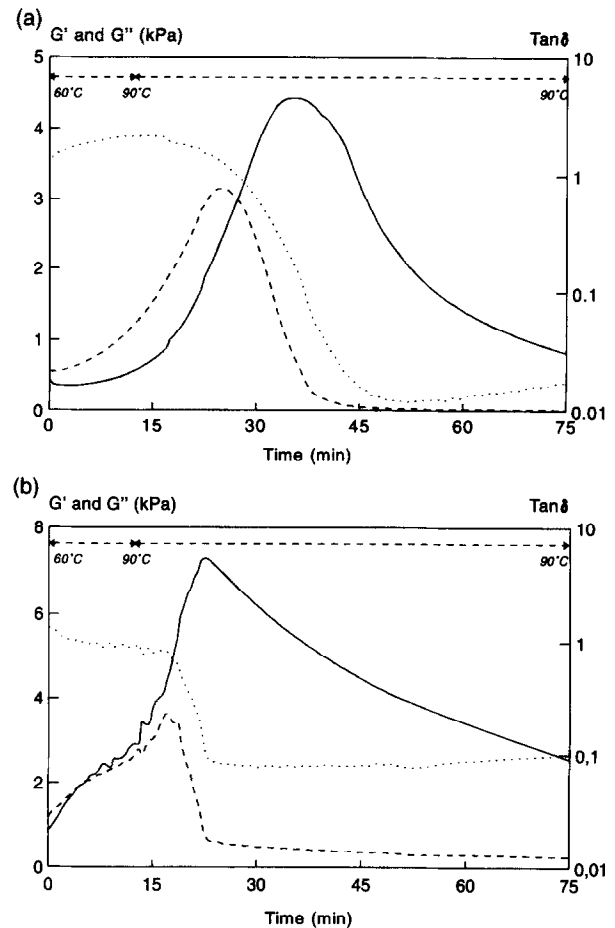 (a)
G' and G'' (kPa) Tanδ
5 10
60°C 90°C 90°C
4
3 1
2
0.1
1
0 0.01
0 15 30 45 60 75
Time (min)
(b)
G' and G'' (kPa) Tanδ
8 10
60°C 90°C 90°C
6
1
4
0.1
2
0 0,01
0 15 30 45 60 75
Time (min)